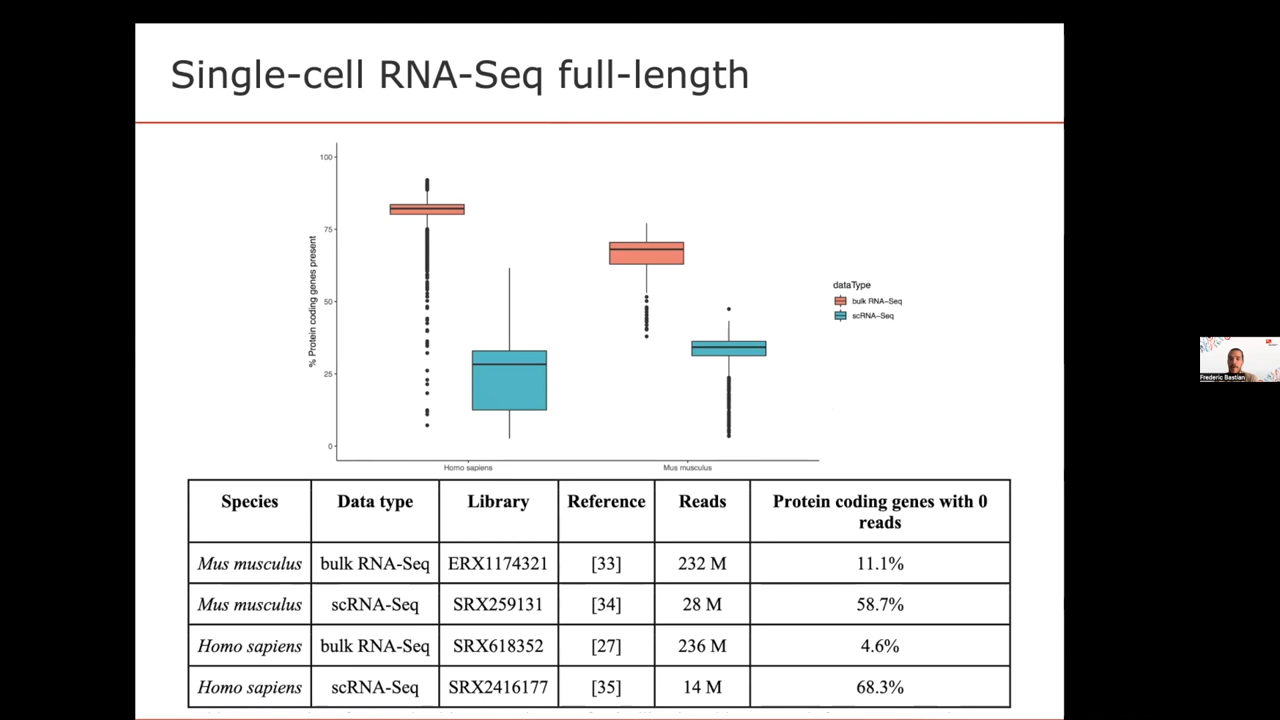 Single-cell RNA-Seq full-length
100
75
50
25
0
% Protein coding genes present
Homo sapiens
Mus musculus
dataType
bulk RNA-Seq
scRNA-Seq
Species Data type Library Reference Reads Protein coding genes with 0
reads
Mus musculus bulk RNA-Seq ERX1174321 [33] 232 M 11.1%
Mus musculus scRNA-Seq SRX259131 [34] 28 M 58.7%
Homo sapiens bulk RNA-Seq SRX618352 [27] 236 M 4.6%
Homo sapiens scRNA-Seq SRX2416177 [35] 14 M 68.3%
Frederic Bastian